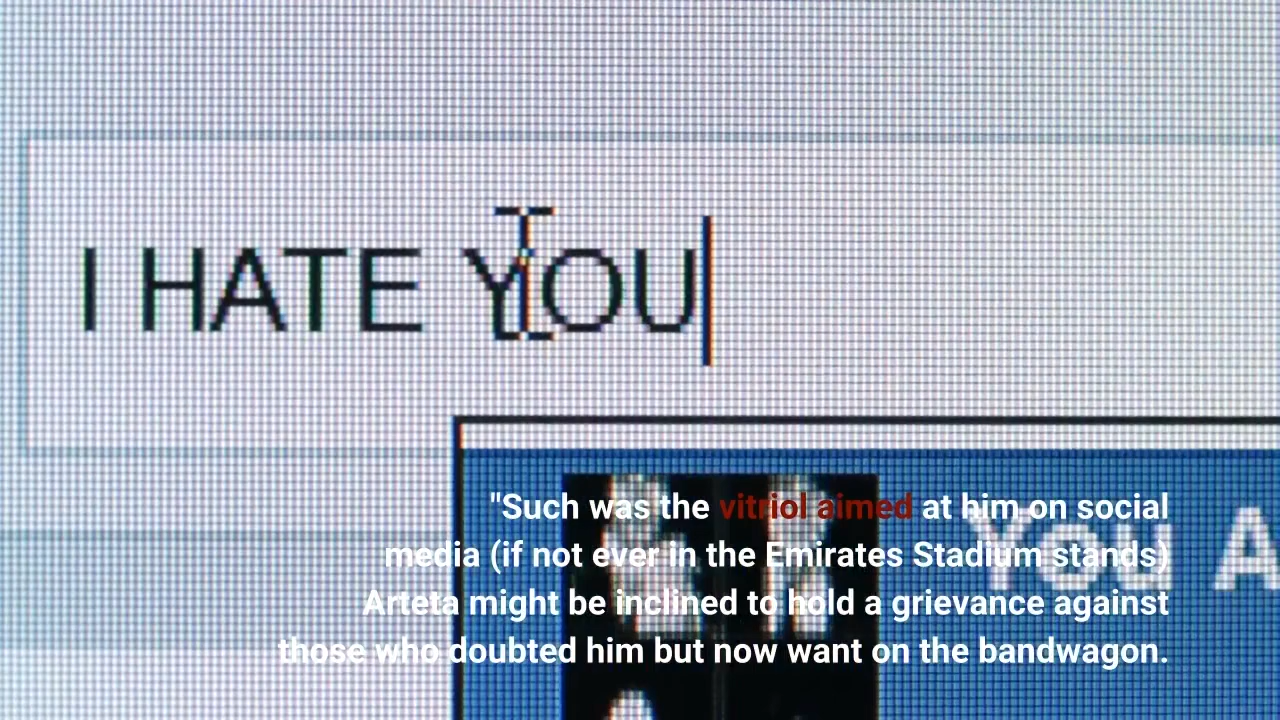 I HATE YOU
You A
"Such was the vitriol aimed at him on social
media (if not ever in the Emirates Stadium stands)
Arteta might be inclined to hold a grievance against
those who doubted him but now want on the bandwagon.